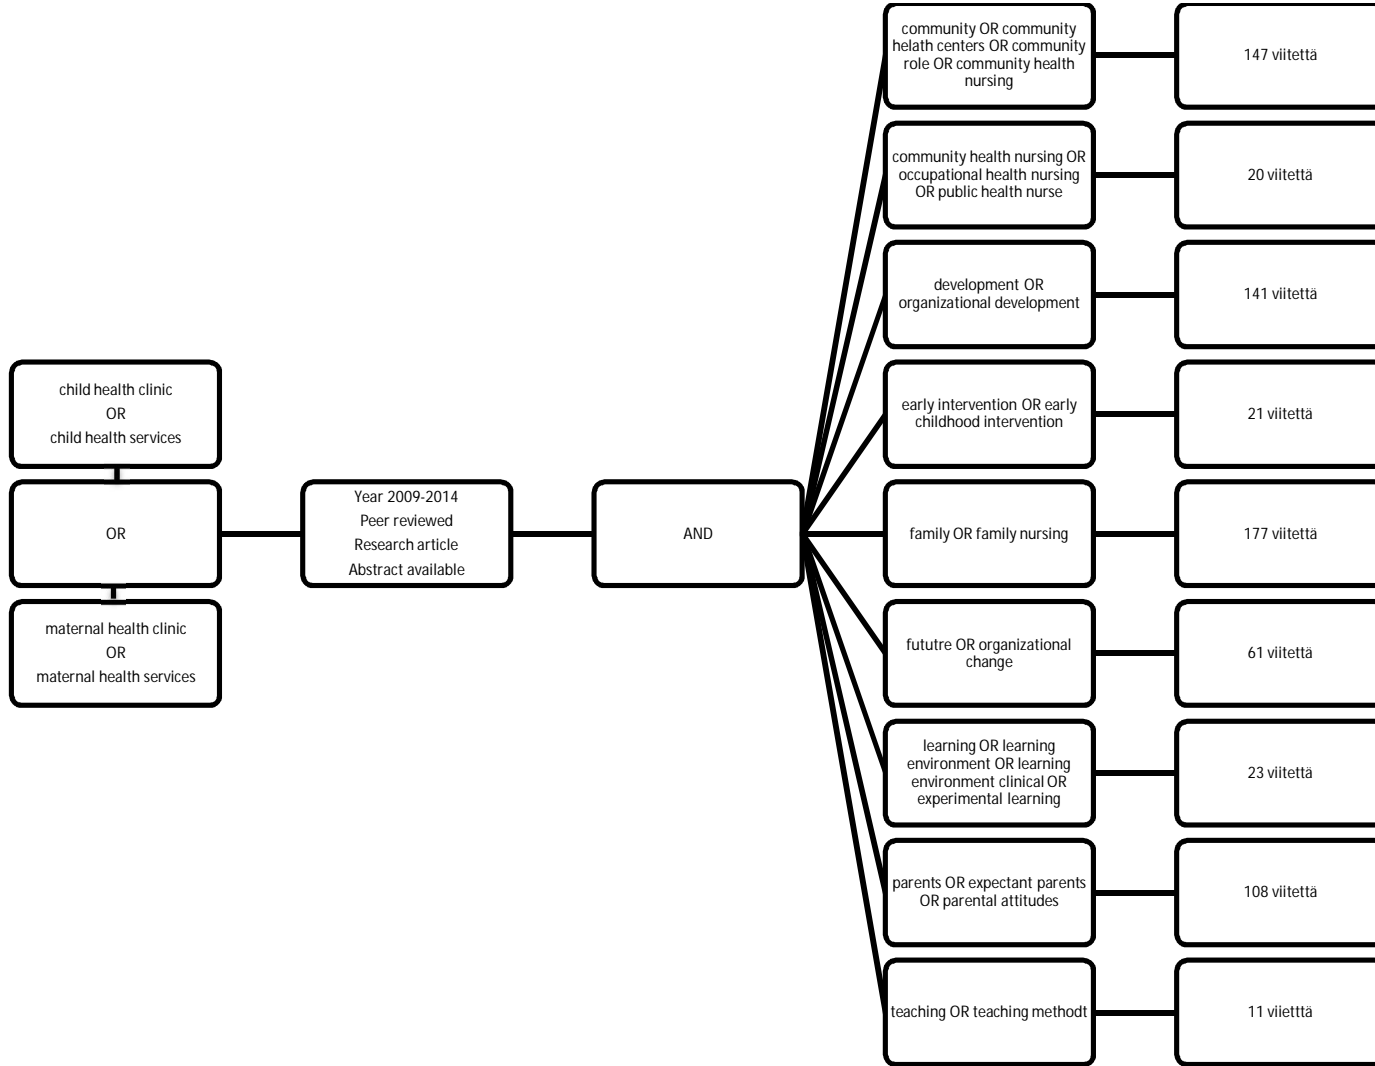 child health clinic
OR
child health services
OR
maternal health clinic
OR
maternal health services
Year 2009-2014
Peer reviewed
Research article
Abstract available
AND
community OR community
helath centers OR community
role OR community health
nursing
147 viitettä
community health nursing OR
occupational health nursing
OR public health nurse
20 viitettä
development OR
organizational development
141 viitettä
early intervention OR early
childhood intervention
21 viitettä
family OR family nursing
177 viitettä
fututre OR organizational
change
61 viitettä
learning OR learning
environment OR learning
environment clinical OR
experimental learning
23 viitettä
parents OR expectant parents
OR parental attitudes
108 viitettä
teaching OR teaching methodt
11 viietttä